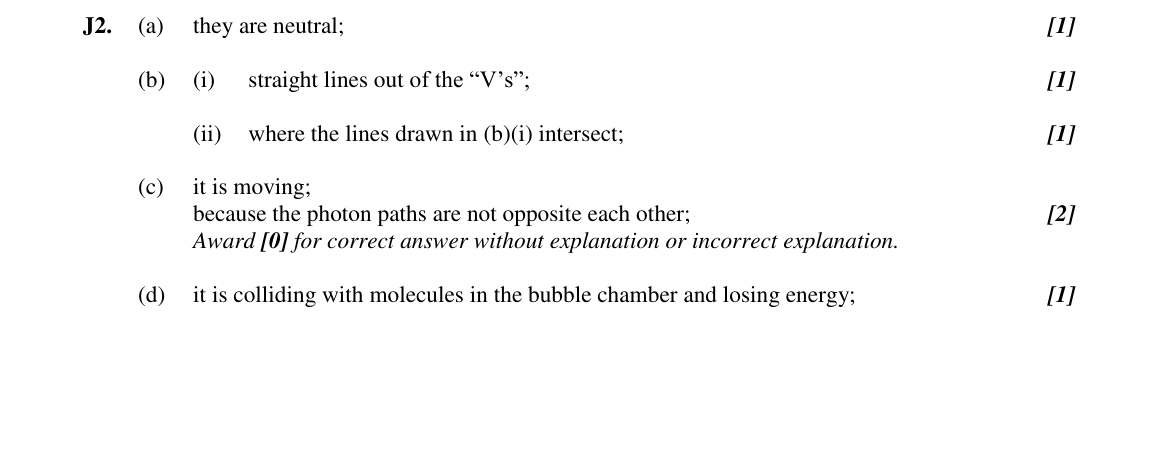 J2. (a) they are neutral; [1]
(b) (i) straight lines out of the “V’s”; [1]
(ii) where the lines drawn in (b)(i) intersect; [1]
(c) it is moving;
because the photon paths are not opposite each other; [2]
Award [0] for correct answer without explanation or incorrect explanation.
(d) it is colliding with molecules in the bubble chamber and losing energy; [1]